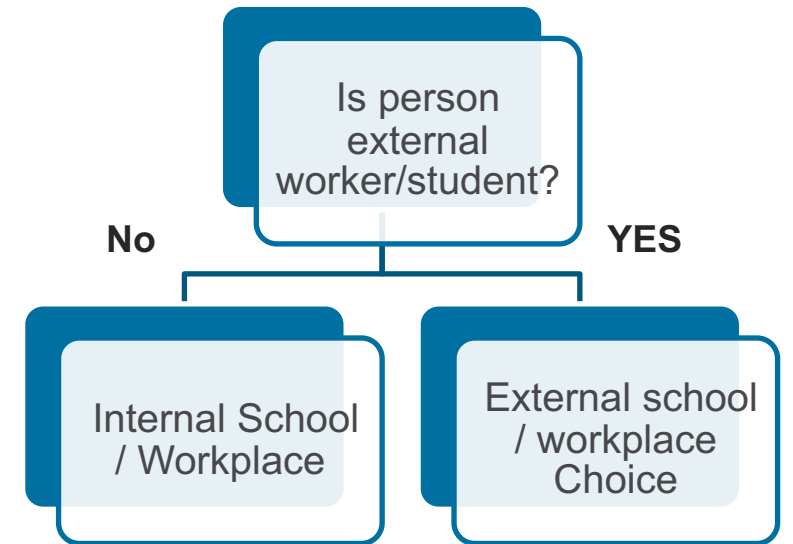 Is person
external
worker/student?
No
YES
Internal School
/ Workplace
External school
/ workplace
Choice